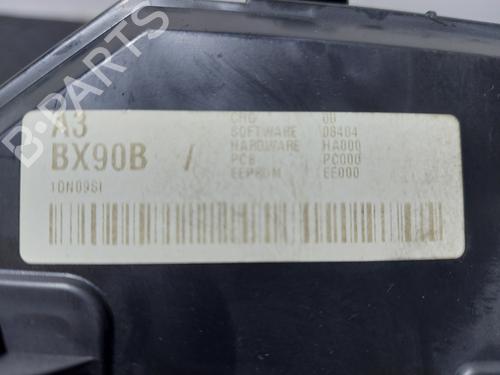 A3
BX90B /
10N09SI
CHG 00
SOFTWARE 08404
HARDWARE HA000
PCB PC000
EEPROM EE000
B-PARTS